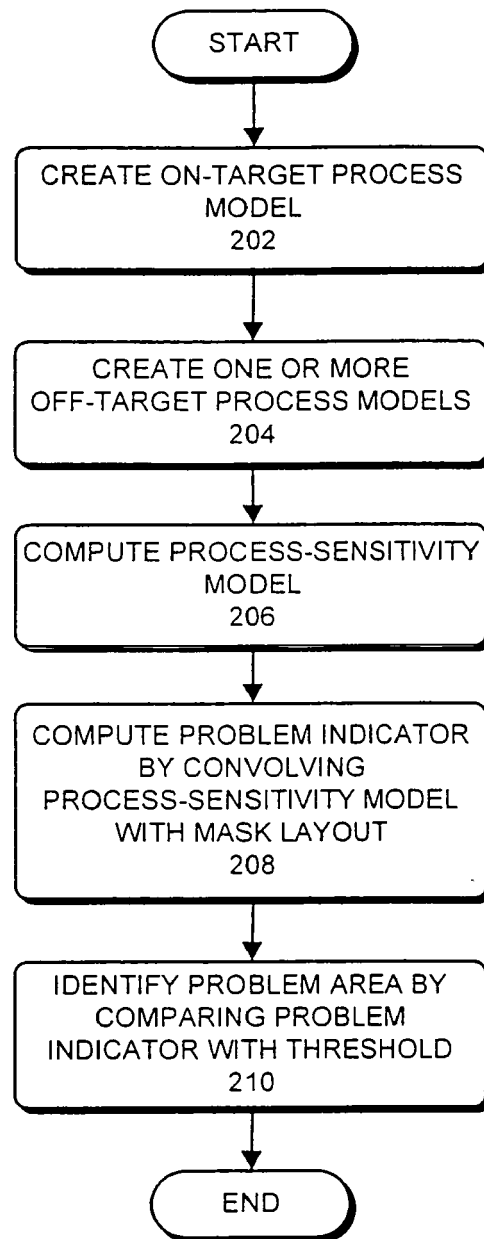 START
CREATE ON-TARGET PROCESS
MODEL
202
CREATE ONE OR MORE
OFF-TARGET PROCESS MODELS
204
COMPUTE PROCESS-SENSITIVITY
MODEL
206
COMPUTE PROBLEM INDICATOR
BY CONVOLVING
PROCESS-SENSITIVITY MODEL
WITH MASK LAYOUT
208
IDENTIFY PROBLEM AREA BY
COMPARING PROBLEM
INDICATOR WITH THRESHOLD
210
END